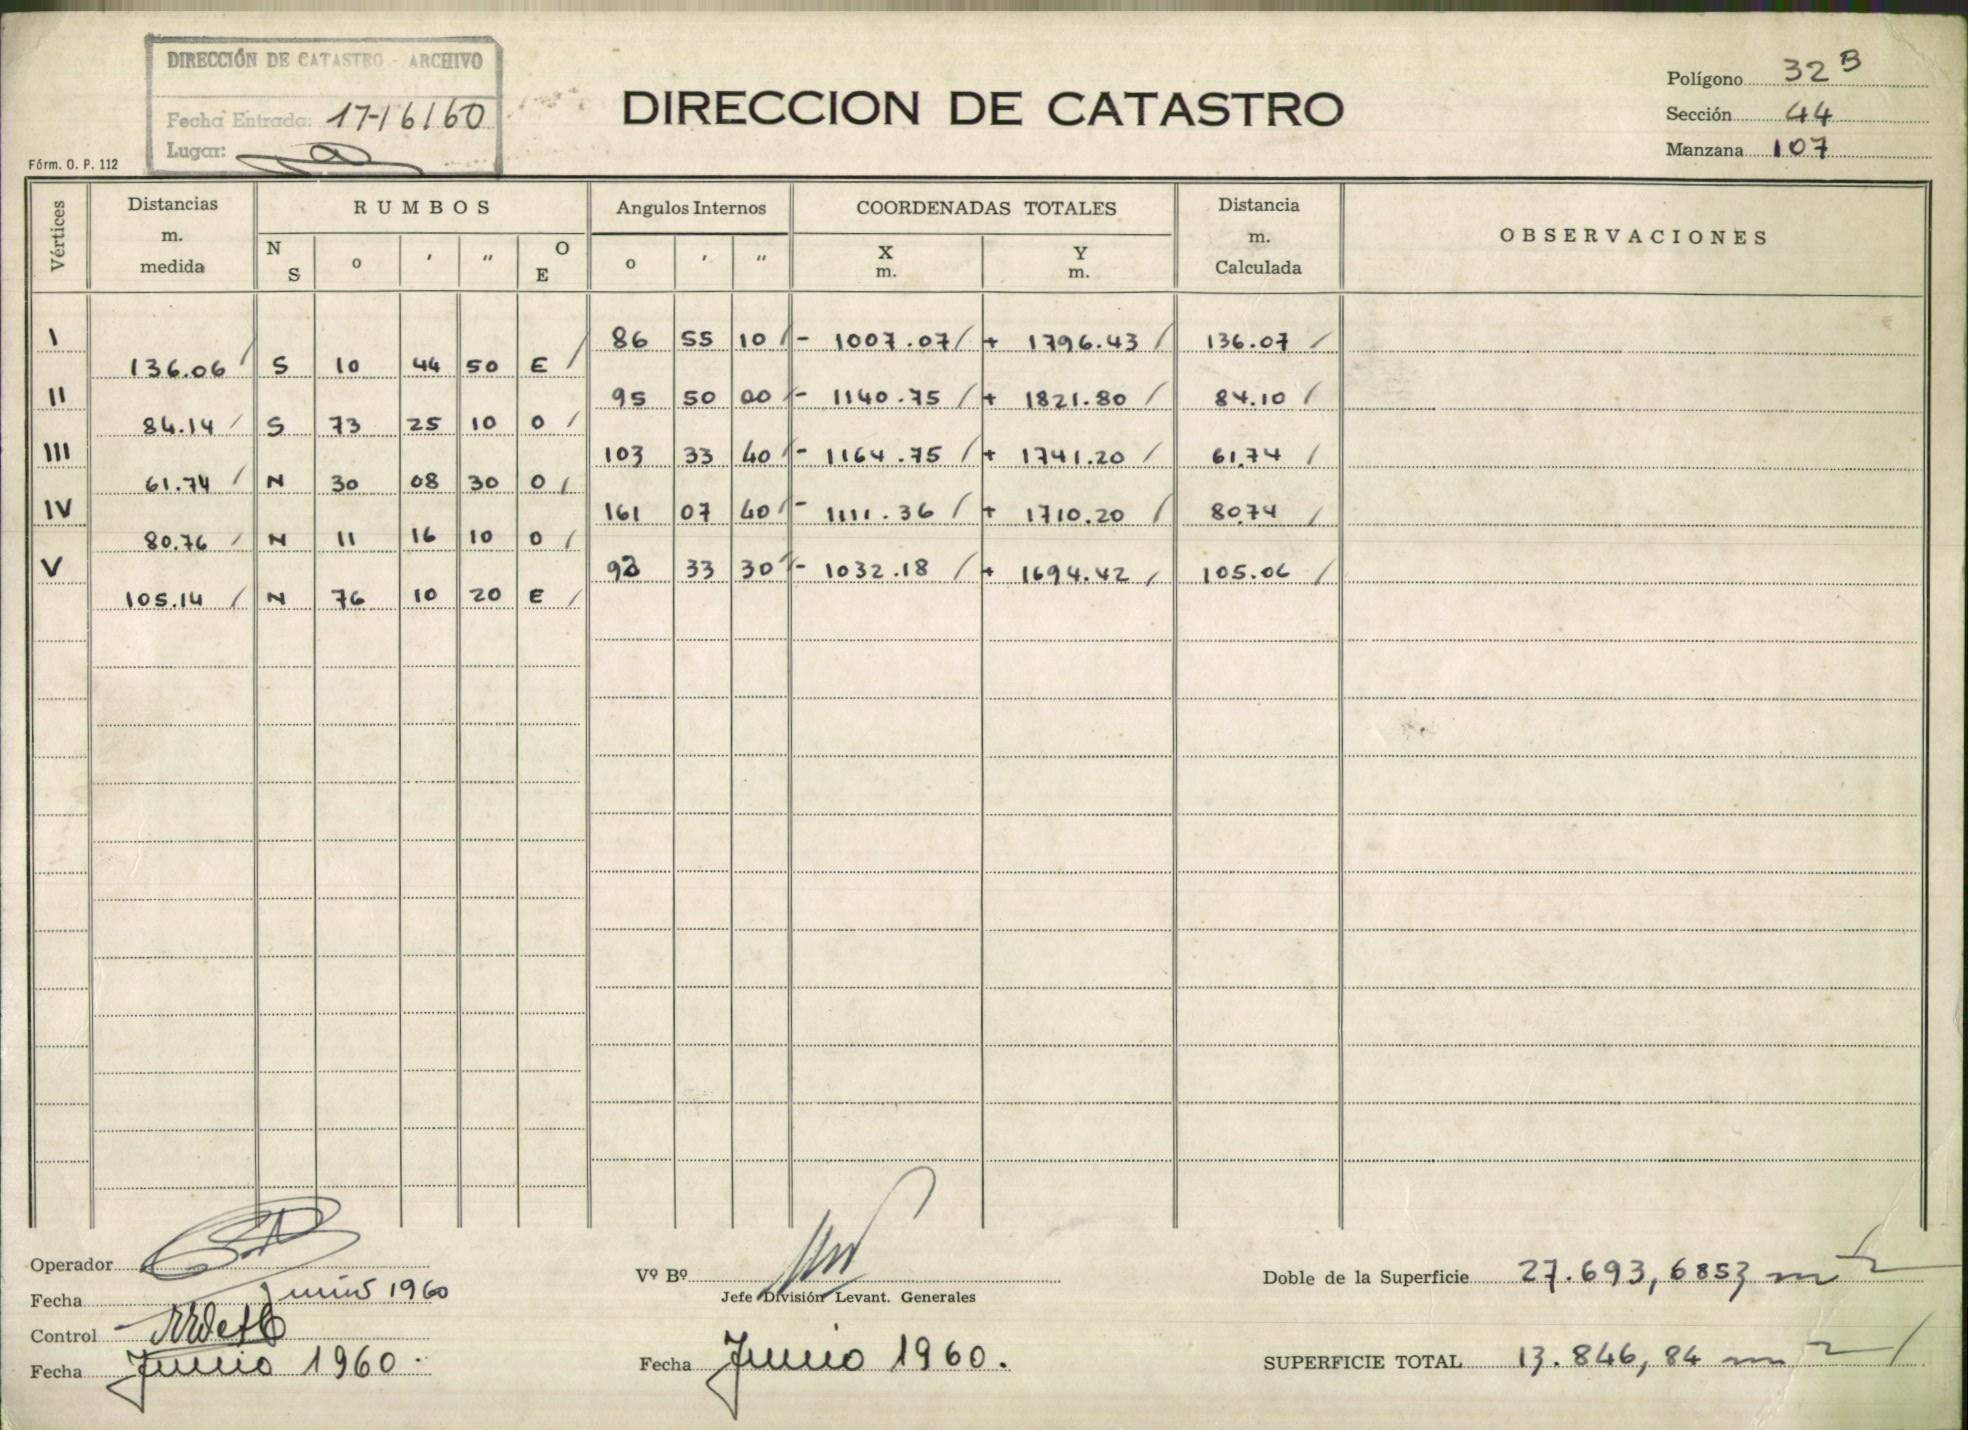 DIRECCIÓN DE CATASTRO - ARCHIVO
Fecha Entrada: 17/6/60
Lugar:
Fórm. O. P. 112
DIRECCION DE CATASTRO
Polígono 32 B
Sección 44
Manzana 107
Vértices
Distancias m. medida
RUMBOS
N S o ' " O E
Angulos Internos
o ' "
COORDENADAS TOTALES
X m. Y m.
Distancia m. Calculada
OBSERVACIONES
I 86 55 10 - 1007.07 + 1796.43 136.07
136.06 S 10 44 50 E
II 95 50 00 - 1140.75 + 1821.80 84.10
84.14 S 73 25 10 O
III 103 33 40 - 1164.75 + 1741.20 61.74
61.74 N 30 08 30 O
IV 161 07 40 - 1111.36 + 1710.20 80.74
80.76 N 11 16 10 O
V 92 33 30 - 1032.18 + 1694.42 105.06
105.14 N 76 10 20 E
Operador
Fecha Junio 1960
Control
Fecha Junio 1960.
Vº Bº
Jefe División Levant. Generales
Fecha Junio 1960.
Doble de la Superficie 27.693,6853 m2
SUPERFICIE TOTAL 13.846,84 m2